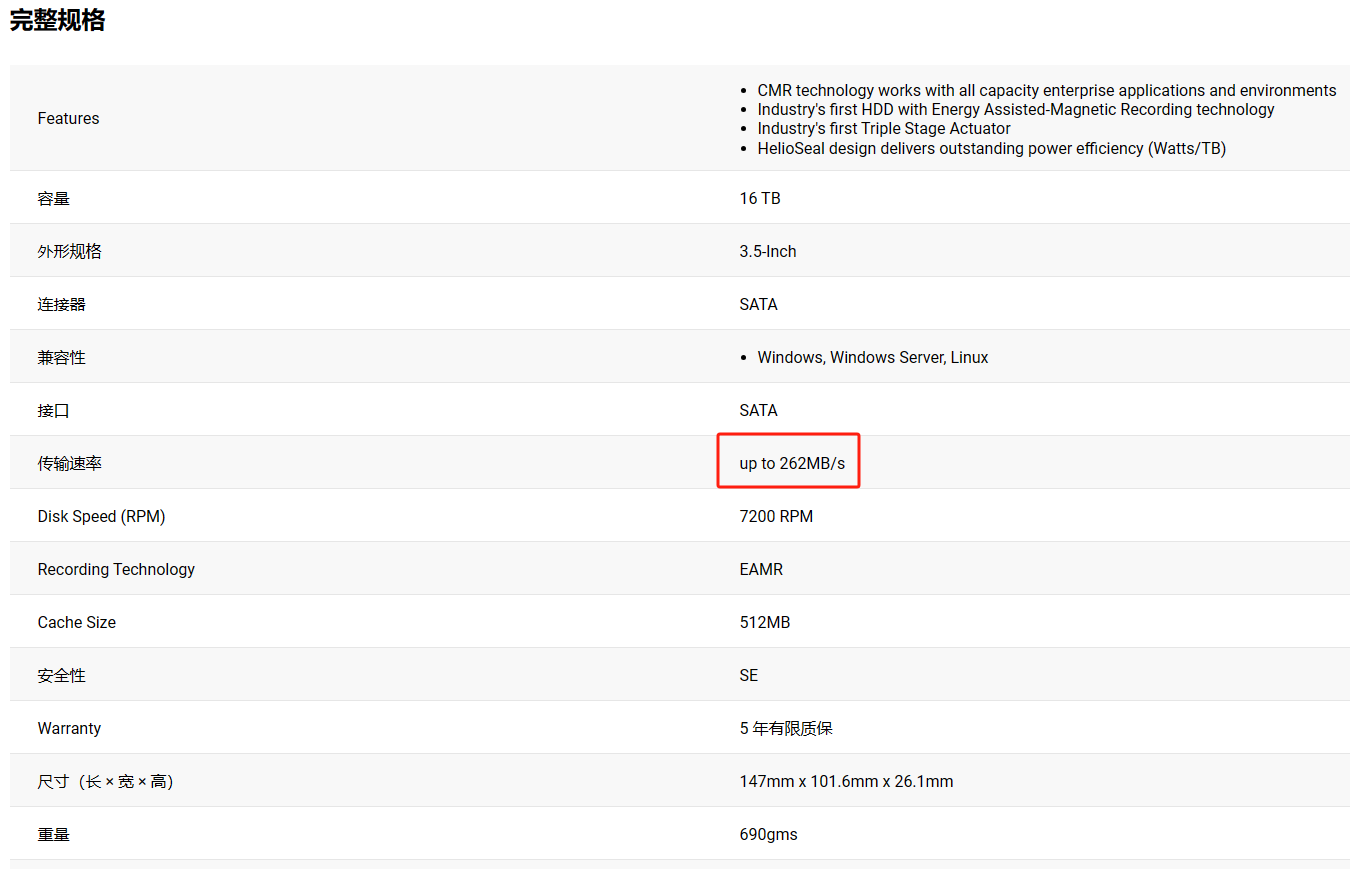 完整规格
Features
CMR technology works with all capacity enterprise applications and environments
Industry's first HDD with Energy Assisted-Magnetic Recording technology
Industry's first Triple Stage Actuator
HelioSeal design delivers outstanding power efficiency (Watts/TB)
容量 16 TB
外形规格 3.5-Inch
连接器 SATA
兼容性 Windows, Windows Server, Linux
接口 SATA
传输速率 up to 262MB/s
Disk Speed (RPM) 7200 RPM
Recording Technology EAMR
Cache Size 512MB
安全性 SE
Warranty 5 年有限质保
尺寸（长 × 宽 × 高） 147mm x 101.6mm x 26.1mm
重量 690gms